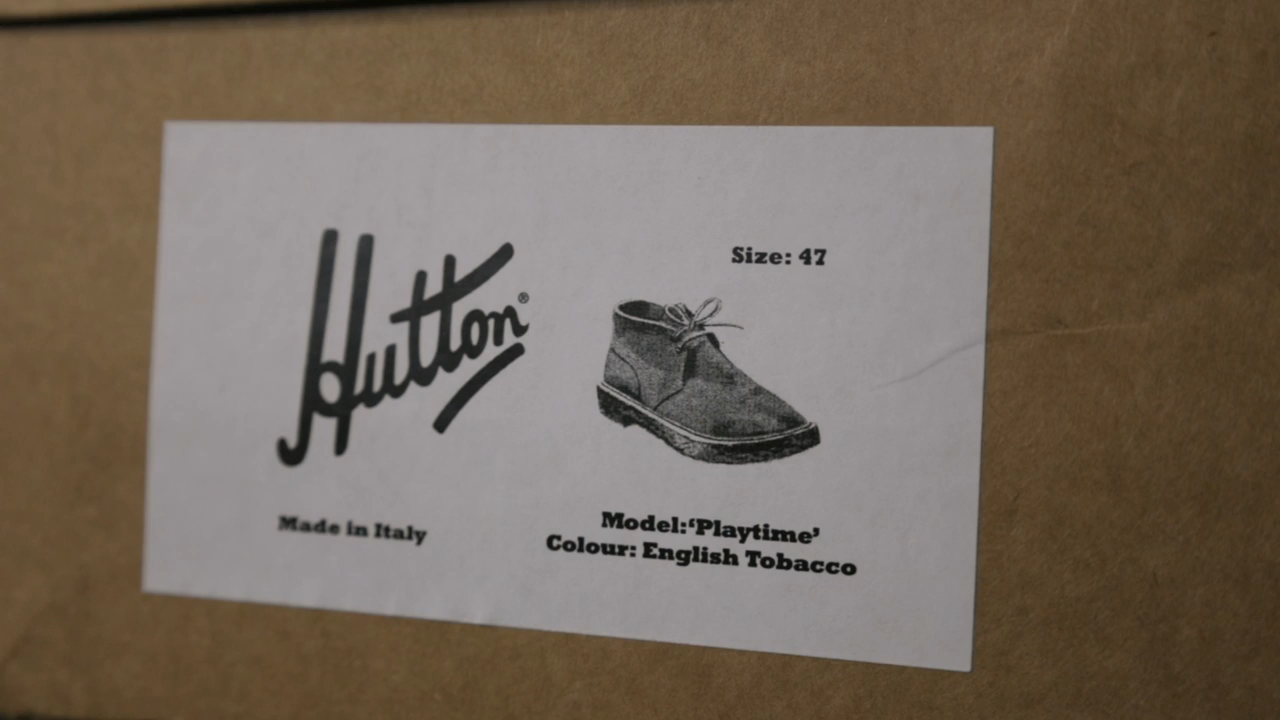 Hutton®
Size: 47
Made in Italy
Model:‘Playtime’
Colour: English Tobacco